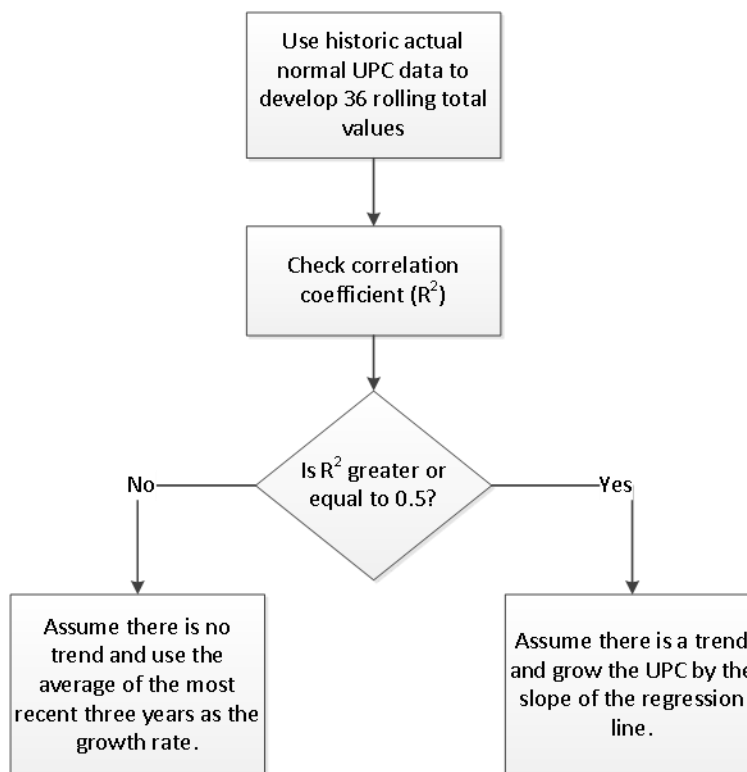 Use historic actual
normal UPC data to
develop 36 rolling total
values
Check correlation
coefficient (R²)
Is R² greater or
equal to 0.5?
No
Yes
Assume there is no
trend and use the
average of the most
recent three years as the
growth rate.
Assume there is a trend
and grow the UPC by the
slope of the regression
line.